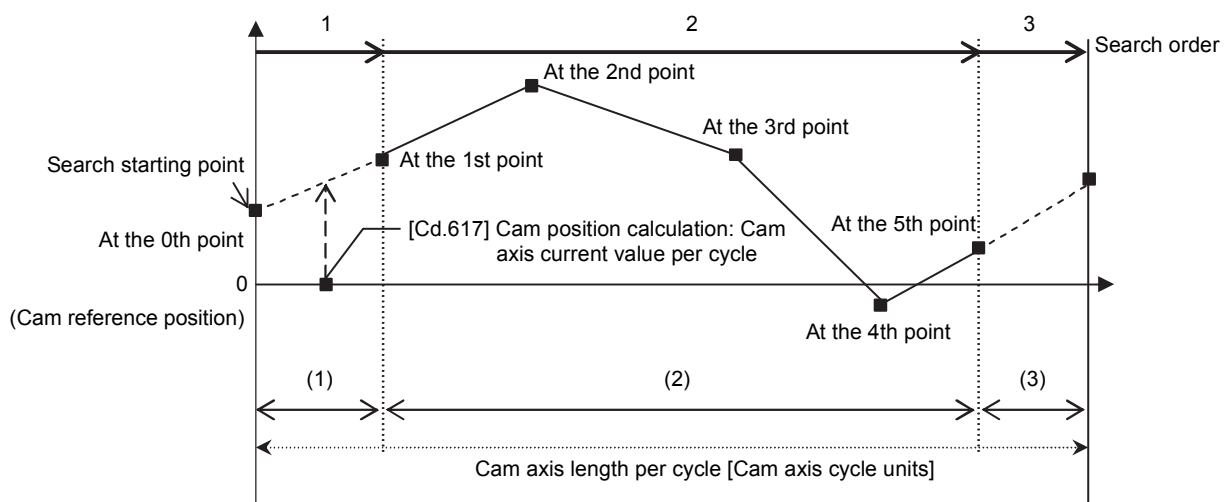 1
2
3
Search order
At the 2nd point
At the 3rd point
Search starting point
At the 1st point
At the 0th point
[Cd.617] Cam position calculation: Cam
axis current value per cycle
At the 5th point
0
(Cam reference position)
At the 4th point
(1)
(2)
(3)
Cam axis length per cycle [Cam axis cycle units]